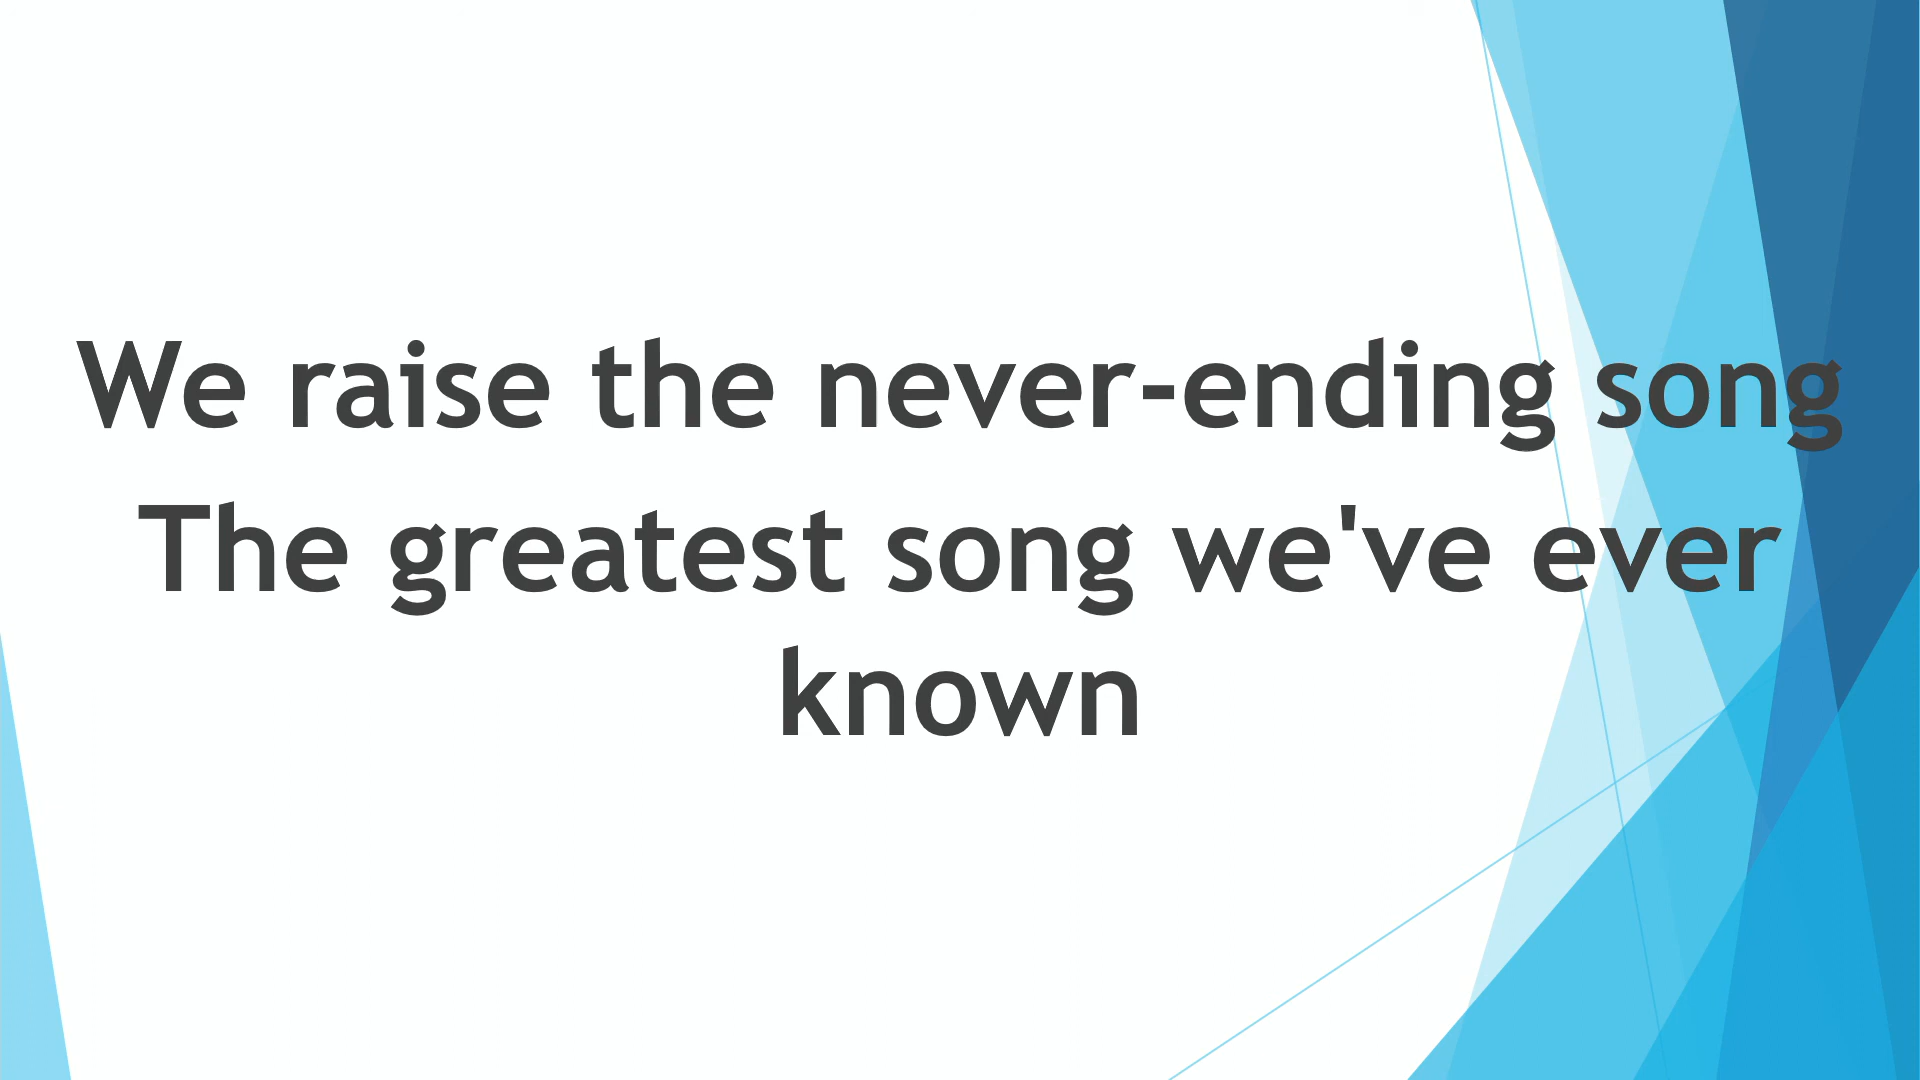 We raise the never-ending song
The greatest song we've ever
known